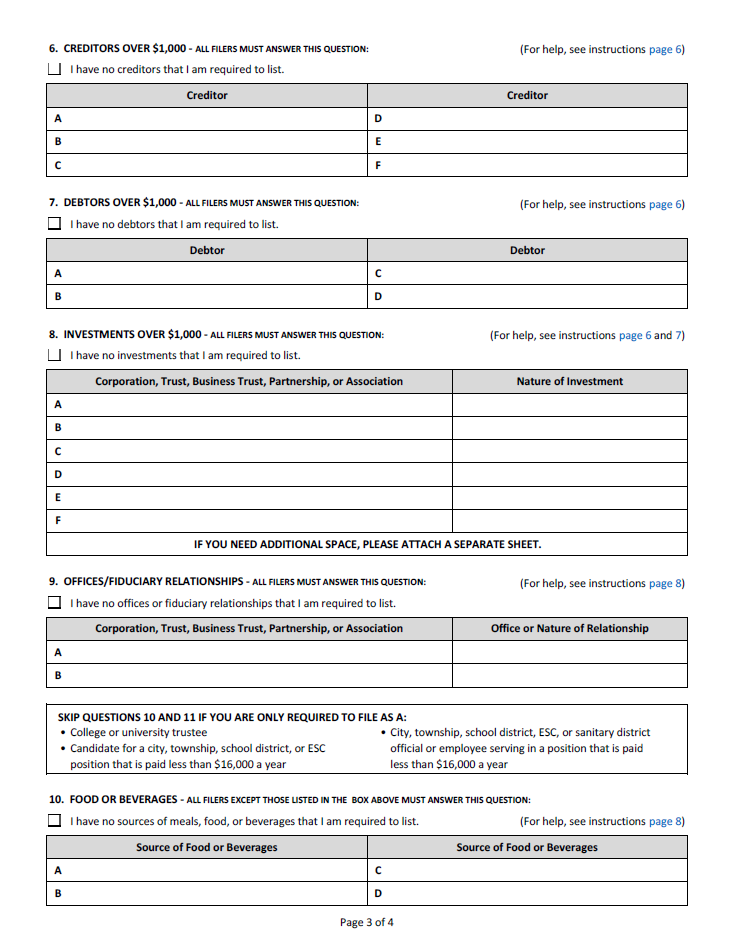 6. CREDITORS OVER $1,000 - ALL FILERS MUST ANSWER THIS QUESTION: (For help, see instructions page 6)
I have no creditors that I am required to list.
Creditor Creditor
A D
B E
C F
7. DEBTORS OVER $1,000 - ALL FILERS MUST ANSWER THIS QUESTION: (For help, see instructions page 6)
I have no debtors that I am required to list.
Debtor Debtor
A C
B D
8. INVESTMENTS OVER $1,000 - ALL FILERS MUST ANSWER THIS QUESTION: (For help, see instructions page 6 and 7)
I have no investments that I am required to list.
Corporation, Trust, Business Trust, Partnership, or Association Nature of Investment
A
B
C
D
E
F
IF YOU NEED ADDITIONAL SPACE, PLEASE ATTACH A SEPARATE SHEET.
9. OFFICES/FIDUCIARY RELATIONSHIPS - ALL FILERS MUST ANSWER THIS QUESTION: (For help, see instructions page 8)
I have no offices or fiduciary relationships that I am required to list.
Corporation, Trust, Business Trust, Partnership, or Association Office or Nature of Relationship
A
B
SKIP QUESTIONS 10 AND 11 IF YOU ARE ONLY REQUIRED TO FILE AS A:
• College or university trustee
• Candidate for a city, township, school district, or ESC
position that is paid less than $16,000 a year
• City, township, school district, ESC, or sanitary district
official or employee serving in a position that is paid
less than $16,000 a year
10. FOOD OR BEVERAGES - ALL FILERS EXCEPT THOSE LISTED IN THE BOX ABOVE MUST ANSWER THIS QUESTION:
I have no sources of meals, food, or beverages that I am required to list. (For help, see instructions page 8)
Source of Food or Beverages Source of Food or Beverages
A C
B D
Page 3 of 4